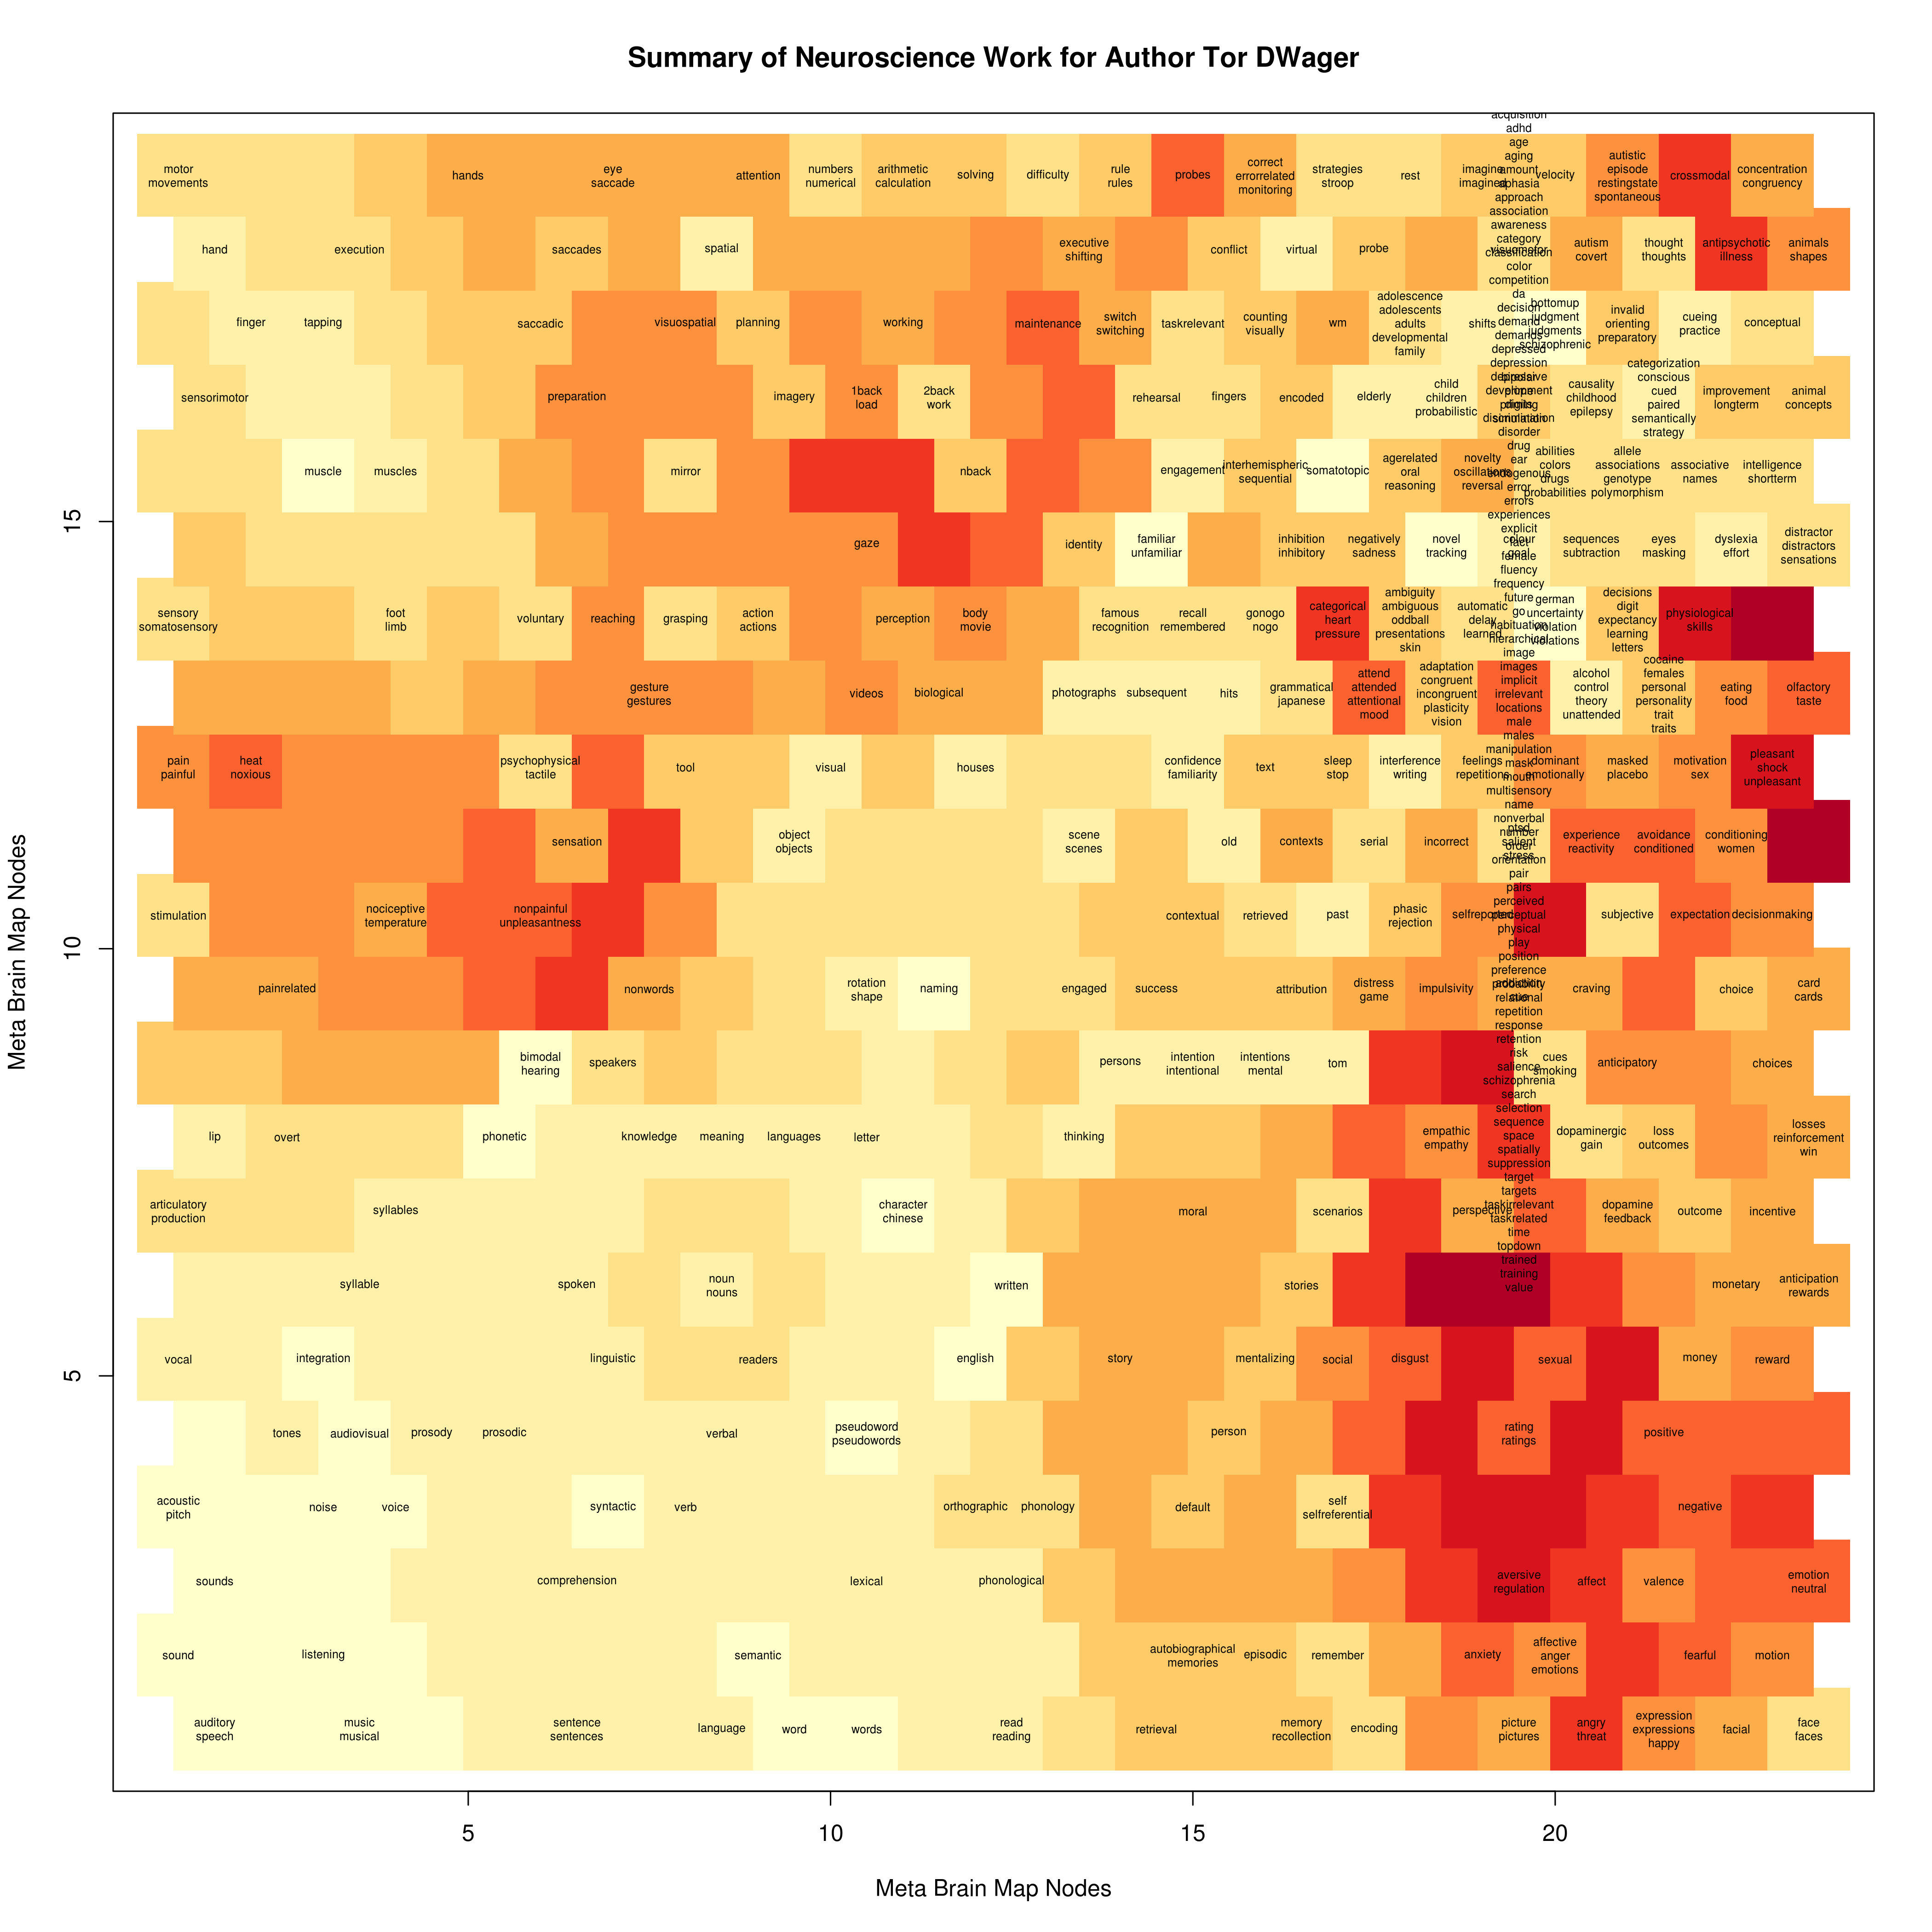 Summary of Neuroscience Work for Author Tor DWager
motor
movements
hands
eye
saccade
attention
numbers
numerical
arithmetic
calculation
solving
difficulty
rule
rules
probes
correct
errorrelated
monitoring
strategies
stroop
rest
imagine
imagined
velocity
autistic
episode
restingstate
spontaneous
crossmodal
concentration
congruency
hand
execution
saccades
spatial
executive
shifting
conflict
virtual
probe
visuomotor
autism
covert
thought
thoughts
antipsychotic
illness
animals
shapes
finger
tapping
saccadic
visuospatial
planning
working
maintenance
switch
switching
taskrelevant
counting
visually
wm
adolescence
adolescents
adults
developmental
family
shifts
bottomup
judgment
judgments
schizophrenic
invalid
orienting
preparatory
cueing
practice
conceptual
sensorimotor
preparation
imagery
1back
load
2back
work
rehearsal
fingers
encoded
elderly
child
children
probabilistic
causality
childhood
epilepsy
categorization
conscious
cued
paired
semantically
strategy
improvement
longterm
animal
concepts
muscle
muscles
mirror
nback
engagement
interhemispheric
sequential
somatotopic
agerelated
oral
reasoning
novelty
oscillations
reversal
abilities
colors
drugs
probabilities
allele
associations
genotype
polymorphism
associative
names
intelligence
shortterm
gaze
identity
familiar
unfamiliar
inhibition
inhibitory
negatively
sadness
novel
tracking
colour
goal
sequences
subtraction
eyes
masking
dyslexia
effort
distractor
distractors
sensations
sensory
somatosensory
foot
limb
voluntary
reaching
grasping
action
actions
perception
body
movie
famous
recognition
recall
remembered
gonogo
nogo
categorical
heart
pressure
ambiguity
ambiguous
oddball
presentations
skin
automatic
delay
learned
german
uncertainty
violation
violations
decisions
digit
expectancy
learning
letters
physiological
skills
gesture
gestures
videos
biological
photographs
subsequent
hits
grammatical
japanese
attend
attended
attentional
mood
adaptation
congruent
incongruent
plasticity
vision
alcohol
control
theory
unattended
cocaine
females
personal
personality
trait
traits
eating
food
olfactory
taste
pain
painful
heat
noxious
psychophysical
tactile
tool
visual
houses
confidence
familiarity
text
sleep
stop
interference
writing
feelings
repetitions
dominant
emotionally
masked
placebo
motivation
sex
pleasant
shock
unpleasant
sensation
object
objects
scene
scenes
old
contexts
serial
incorrect
ptsd
salient
stress
experience
reactivity
avoidance
conditioned
conditioning
women
stimulation
nociceptive
temperature
nonpainful
unpleasantness
contextual
retrieved
past
phasic
rejection
selfreported
subjective
expectation
decisionmaking
painrelated
nonwords
rotation
shape
naming
engaged
success
attribution
distress
game
impulsivity
addiction
cue
craving
choice
card
cards
bimodal
hearing
speakers
persons
intention
intentional
intentions
mental
tom
cues
smoking
anticipatory
choices
lip
overt
phonetic
knowledge
meaning
languages
letter
thinking
empathic
empathy
dopaminergic
gain
loss
outcomes
losses
reinforcement
win
articulatory
production
syllables
character
chinese
moral
scenarios
perspective
dopamine
feedback
outcome
incentive
syllable
spoken
noun
nouns
written
stories
monetary
anticipation
rewards
vocal
integration
linguistic
readers
english
story
mentalizing
social
disgust
sexual
money
reward
tones
audiovisual
prosody
prosodic
verbal
pseudoword
pseudowords
person
rating
ratings
positive
acoustic
pitch
noise
voice
syntactic
verb
orthographic
phonology
default
self
selfreferential
negative
sounds
comprehension
lexical
phonological
aversive
regulation
affect
valence
emotion
neutral
sound
listening
semantic
autobiographical
memories
episodic
remember
anxiety
affective
anger
emotions
fearful
motion
auditory
speech
music
musical
sentence
sentences
language
word
words
read
reading
retrieval
memory
recollection
encoding
picture
pictures
angry
threat
expression
expressions
happy
facial
face
faces
acquisition
adhd
age
aging
amount
aphasia
approach
association
awareness
category
classification
color
competition
da
decision
demand
demands
depressed
depression
depressive
development
digits
discrimination
disorder
drug
ear
endogenous
error
errors
experiences
explicit
fact
female
fluency
frequency
future
go
habituation
hierarchical
image
images
implicit
irrelevant
locations
male
males
manipulation
mask
mouth
multisensory
name
nonverbal
number
order
orientation
pair
pairs
perceived
perceptual
physical
play
position
preference
probability
relational
repetition
response
retention
risk
salience
schizophrenia
search
selection
sequence
space
spatially
suppression
target
targets
taskirrelevant
taskrelated
time
topdown
trained
training
value
15
10
5
Meta Brain Map Nodes
5
10
15
20
Meta Brain Map Nodes